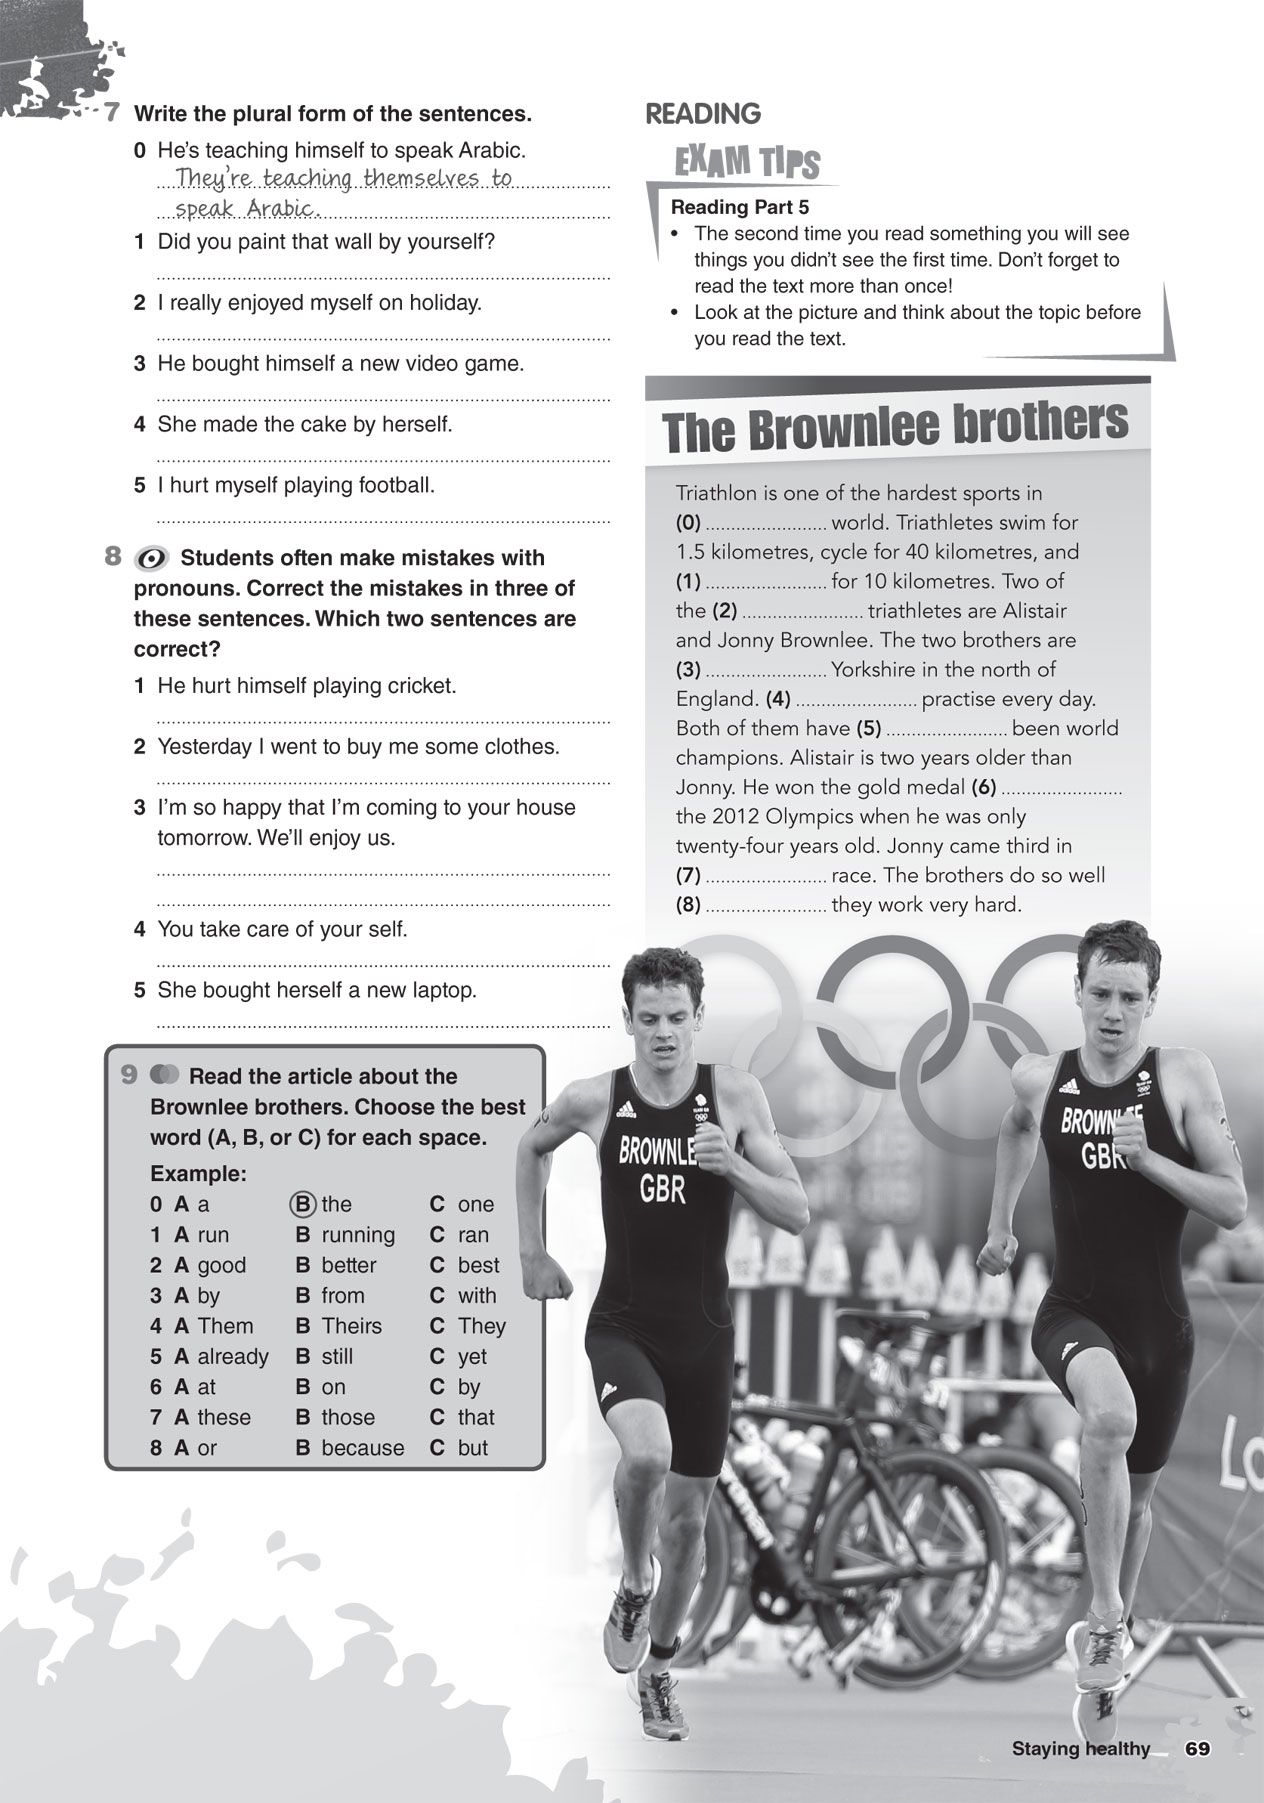 7 Write the plural form of the sentences.
0 He's teaching himself to speak Arabic.
They're teaching themselves to
speak Arabic.
1 Did you paint that wall by yourself?
2 I really enjoyed myself on holiday.
3 He bought himself a new video game.
4 She made the cake by herself.
5 I hurt myself playing football.
8 Students often make mistakes with
pronouns. Correct the mistakes in three of
these sentences. Which two sentences are
correct?
1 He hurt himself playing cricket.
2 Yesterday I went to buy me some clothes.
3 I'm so happy that I'm coming to your house
tomorrow. We'll enjoy us.
4 You take care of your self.
5 She bought herself a new laptop.
9 Read the article about the
Brownlee brothers. Choose the best
word (A, B, or C) for each space.
Example:
0 A a B the C one
1 A run B running C ran
2 A good B better C best
3 A by B from C with
4 A Them B Theirs C They
5 A already B still C yet
6 A at B on C by
7 A these B those C that
8 A or B because C but
READING
EXAM TIPS
Reading Part 5
• The second time you read something you will see
things you didn't see the first time. Don't forget to
read the text more than once!
• Look at the picture and think about the topic before
you read the text.
The Brownlee brothers
Triathlon is one of the hardest sports in
(0) ........................ world. Triathletes swim for
1.5 kilometres, cycle for 40 kilometres, and
(1) ........................ for 10 kilometres. Two of
the (2) ........................ triathletes are Alistair
and Jonny Brownlee. The two brothers are
(3) ........................ Yorkshire in the north of
England. (4) ........................ practise every day.
Both of them have (5) ........................ been world
champions. Alistair is two years older than
Jonny. He won the gold medal (6) ........................
the 2012 Olympics when he was only
twenty-four years old. Jonny came third in
(7) ........................ race. The brothers do so well
(8) ........................ they work very hard.
adidas
TEAM GB
BROWNLE
GBR
BROWNLEE
GBR
Lo
Staying healthy 69